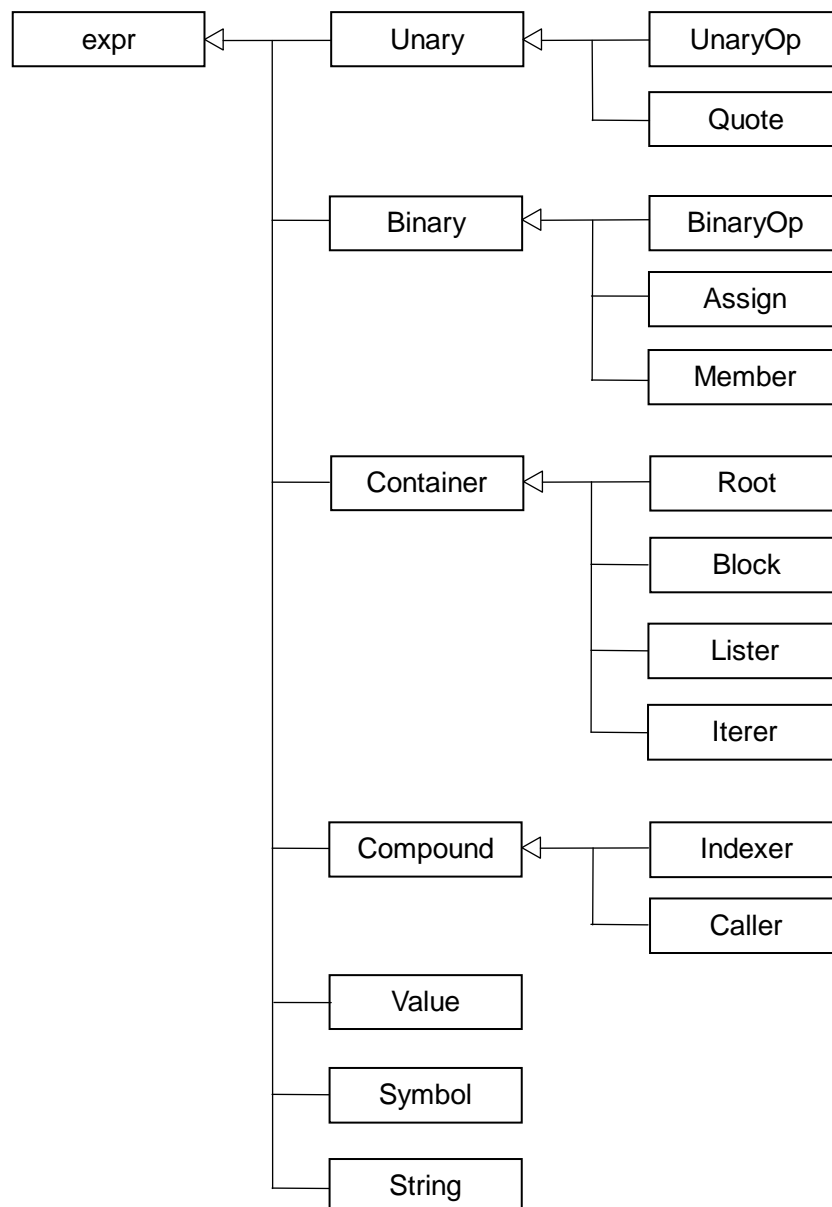 expr
Unary
UnaryOp
Quote
Binary
BinaryOp
Assign
Member
Container
Root
Block
Lister
Iterer
Compound
Indexer
Caller
Value
Symbol
String